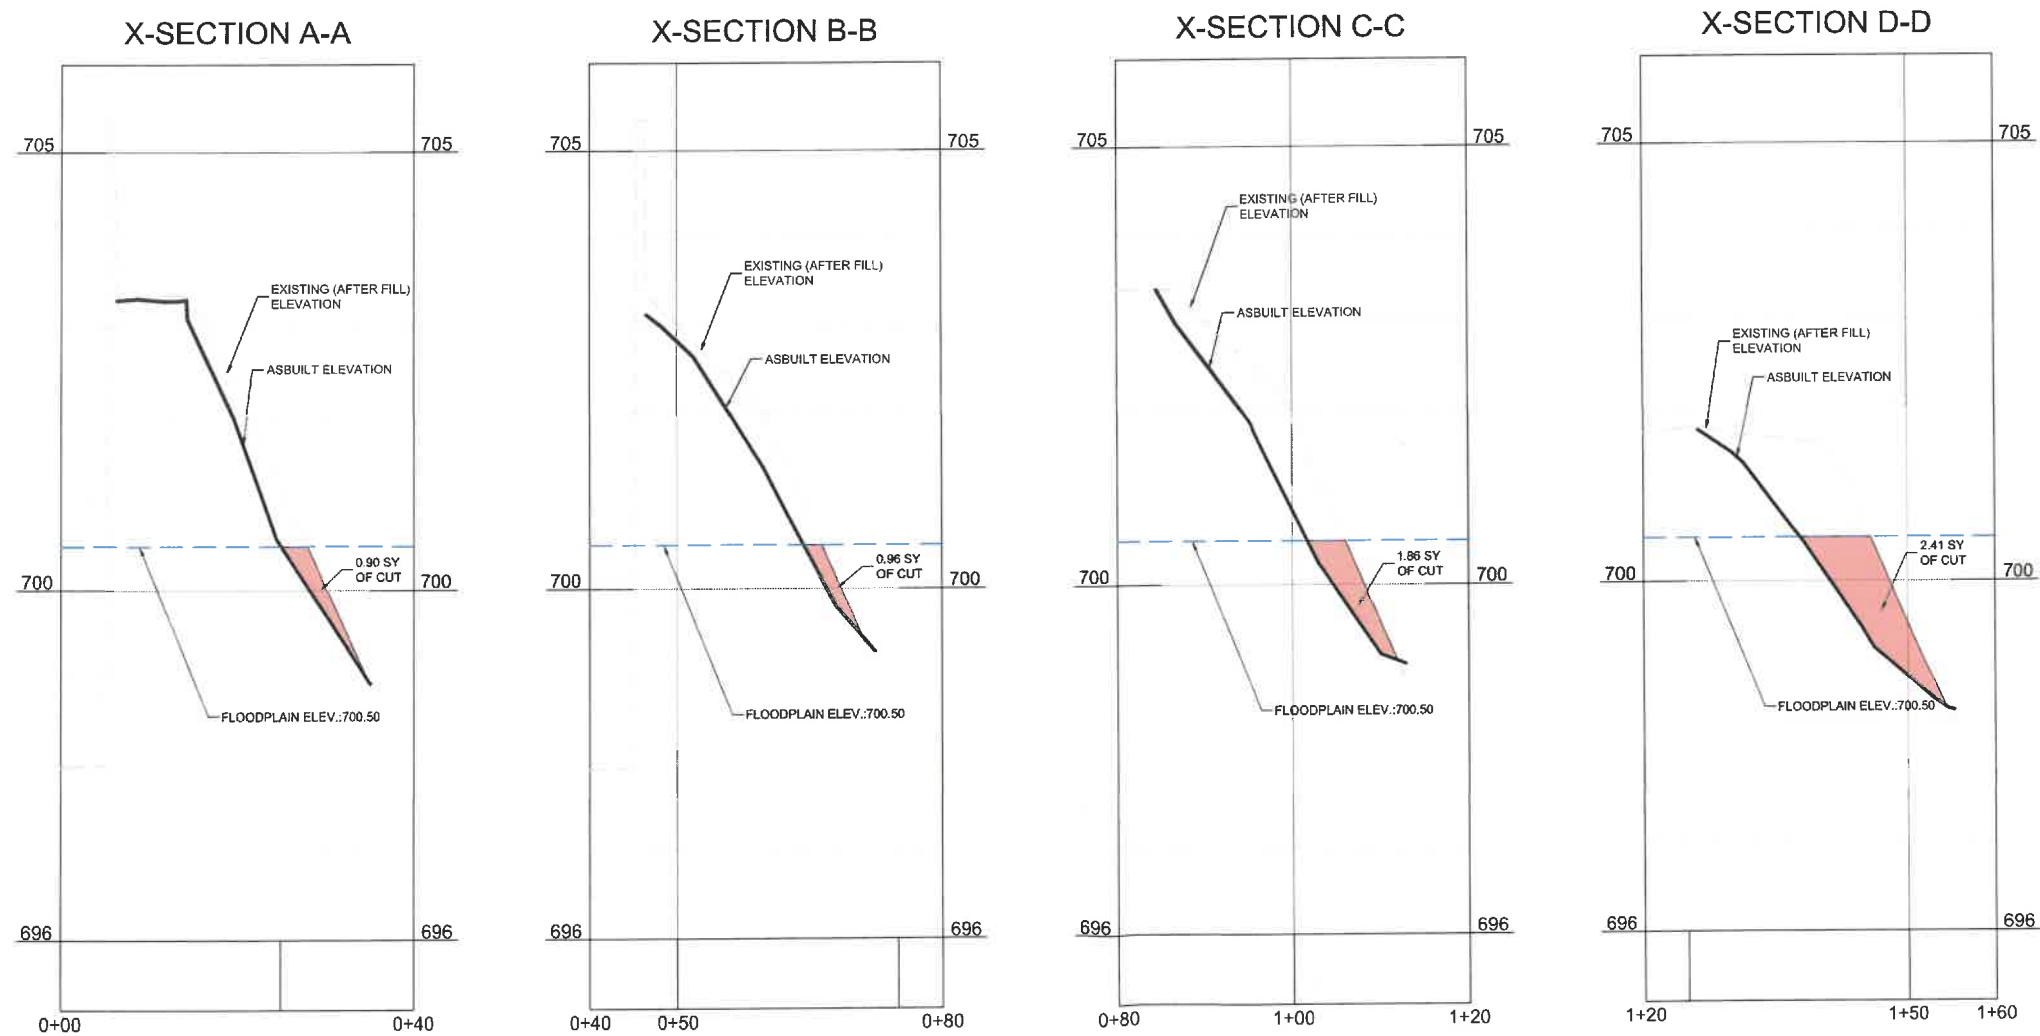 X-SECTION A-A
705
705
EXISTING (AFTER FILL)
ELEVATION
ASBUILT ELEVATION
0.90 SY
OF CUT
700
700
FLOODPLAIN ELEV.:700.50
696
696
0+00
0+40
X-SECTION B-B
705
705
EXISTING (AFTER FILL)
ELEVATION
ASBUILT ELEVATION
0.96 SY
OF CUT
700
700
FLOODPLAIN ELEV.:700.50
696
696
0+40
0+50
0+80
X-SECTION C-C
705
705
EXISTING (AFTER FILL)
ELEVATION
ASBUILT ELEVATION
1.86 SY
OF CUT
700
700
FLOODPLAIN ELEV.:700.50
696
696
0+80
1+00
1+20
X-SECTION D-D
705
705
EXISTING (AFTER FILL)
ELEVATION
ASBUILT ELEVATION
2.41 SY
OF CUT
700
700
FLOODPLAIN ELEV.:700.50
696
696
1+20
1+50
1+60